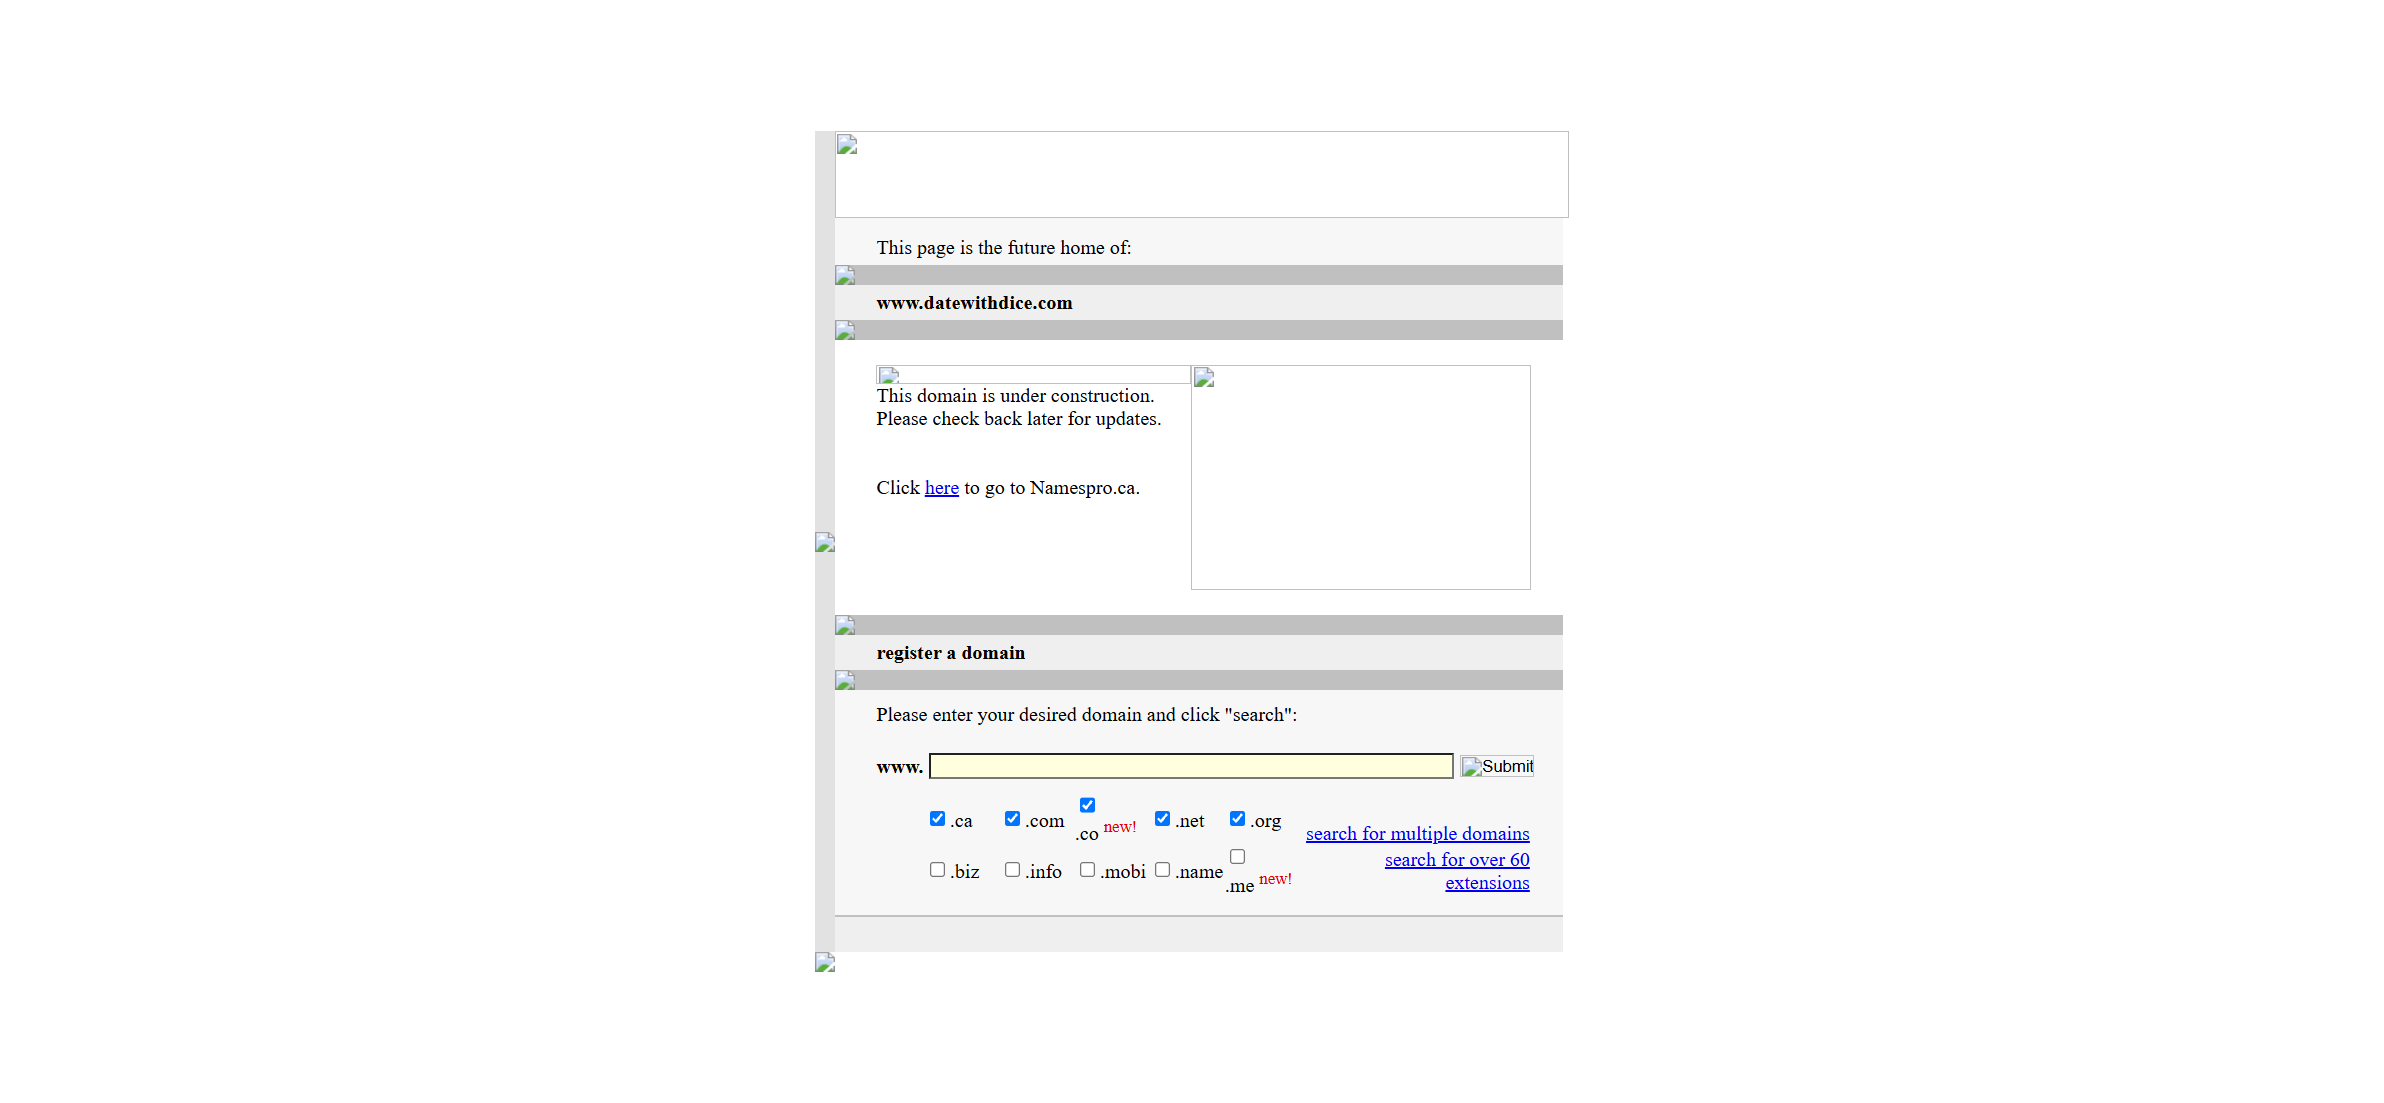 This page is the future home of:
www.datewithdice.com
This domain is under construction.
Please check back later for updates.
Click here to go to Namespro.ca.
register a domain
Please enter your desired domain and click "search":
www. Submit
.ca .com .co new! .net .org
search for multiple domains
.biz .info .mobi .name .me new!
search for over 60
extensions